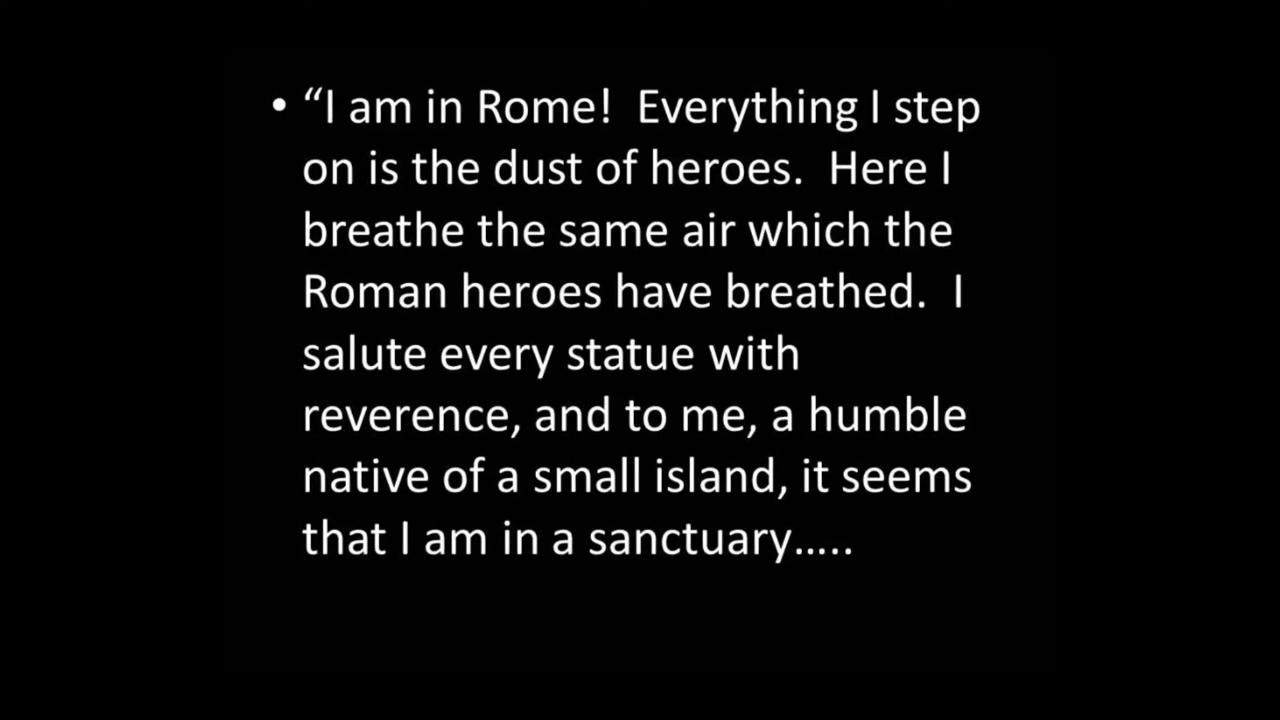 • “I am in Rome!  Everything I step
on is the dust of heroes.  Here I
breathe the same air which the
Roman heroes have breathed.  I
salute every statue with
reverence, and to me, a humble
native of a small island, it seems
that I am in a sanctuary…..